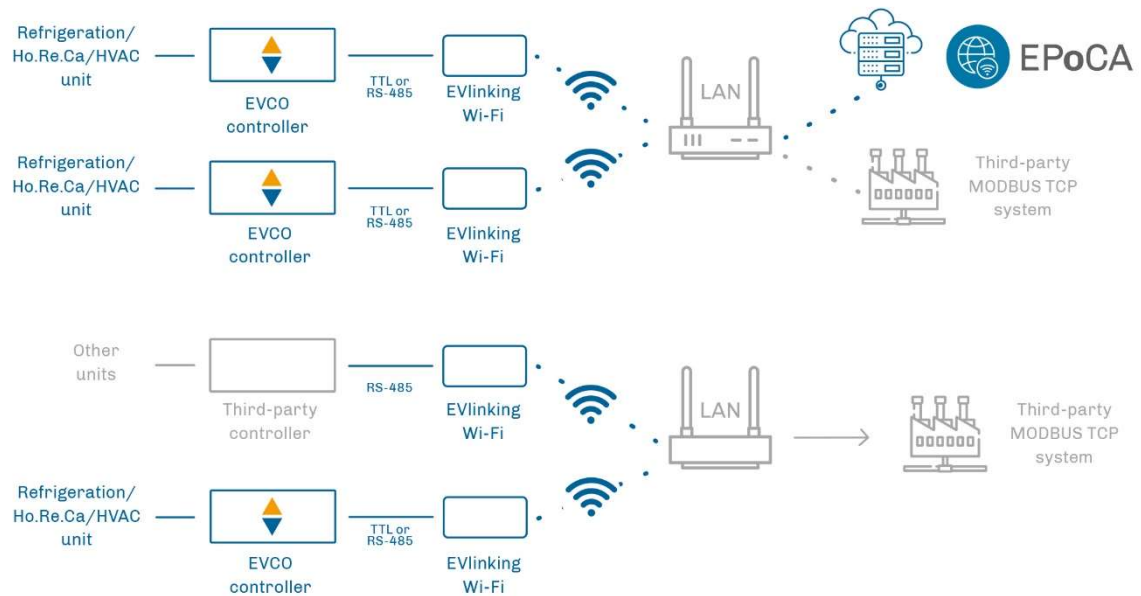 Refrigeration/
Ho.Re.Ca/HVAC
unit
EVCO
controller
TTL or
RS-485
EVlinking
Wi-Fi
LAN
EPoCA
Refrigeration/
Ho.Re.Ca/HVAC
unit
EVCO
controller
TTL or
RS-485
EVlinking
Wi-Fi
Third-party
MODBUS TCP
system
Other
units
Third-party
controller
RS-485
EVlinking
Wi-Fi
LAN
Third-party
MODBUS TCP
system
Refrigeration/
Ho.Re.Ca/HVAC
unit
EVCO
controller
TTL or
RS-485
EVlinking
Wi-Fi